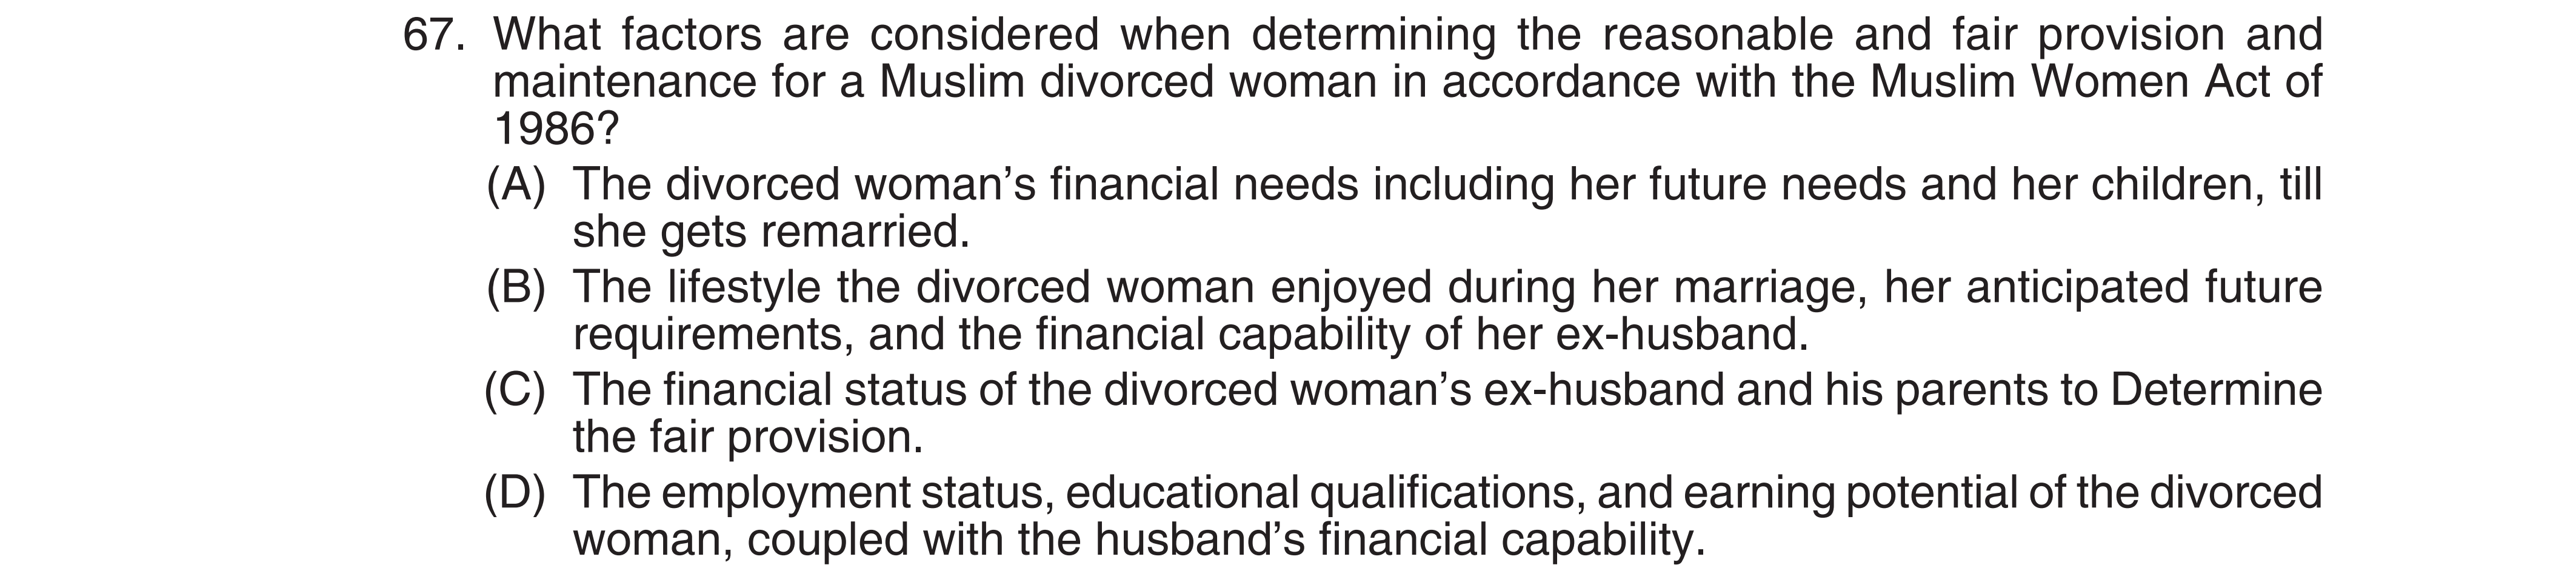 67. What factors are considered when determining the reasonable and fair provision and
maintenance for a Muslim divorced woman in accordance with the Muslim Women Act of
1986?
(A) The divorced woman’s financial needs including her future needs and her children, till
she gets remarried.
(B) The lifestyle the divorced woman enjoyed during her marriage, her anticipated future
requirements, and the financial capability of her ex-husband.
(C) The financial status of the divorced woman’s ex-husband and his parents to Determine
the fair provision.
(D) The employment status, educational qualifications, and earning potential of the divorced
woman, coupled with the husband’s financial capability.